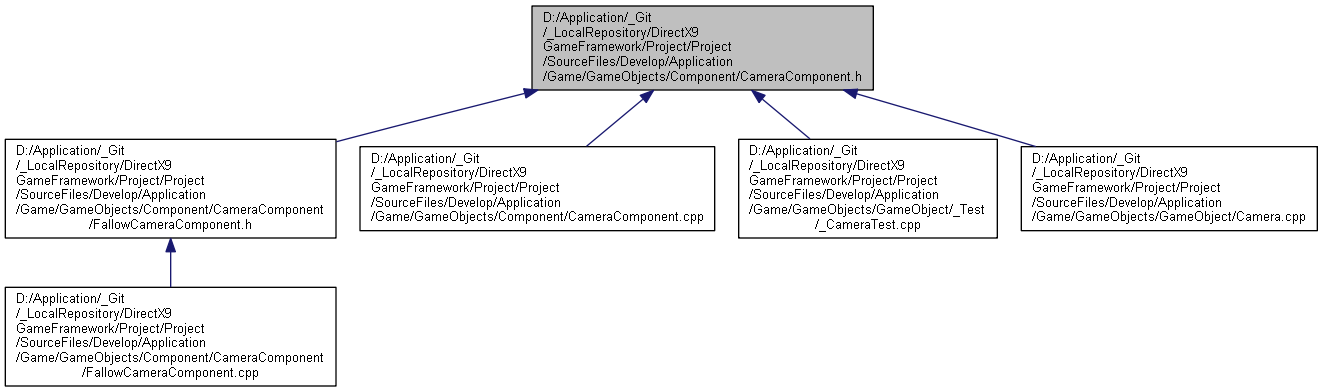 D:/Application/_Git
/_LocalRepository/DirectX9
GameFramework/Project/Project
/SourceFiles/Develop/Application
/Game/GameObjects/Component/CameraComponent.h
D:/Application/_Git
/_LocalRepository/DirectX9
GameFramework/Project/Project
/SourceFiles/Develop/Application
/Game/GameObjects/Component/CameraComponent
/FallowCameraComponent.h
D:/Application/_Git
/_LocalRepository/DirectX9
GameFramework/Project/Project
/SourceFiles/Develop/Application
/Game/GameObjects/Component/CameraComponent.cpp
D:/Application/_Git
/_LocalRepository/DirectX9
GameFramework/Project/Project
/SourceFiles/Develop/Application
/Game/GameObjects/GameObject/_Test
/_CameraTest.cpp
D:/Application/_Git
/_LocalRepository/DirectX9
GameFramework/Project/Project
/SourceFiles/Develop/Application
/Game/GameObjects/GameObject/Camera.cpp
D:/Application/_Git
/_LocalRepository/DirectX9
GameFramework/Project/Project
/SourceFiles/Develop/Application
/Game/GameObjects/Component/CameraComponent
/FallowCameraComponent.cpp